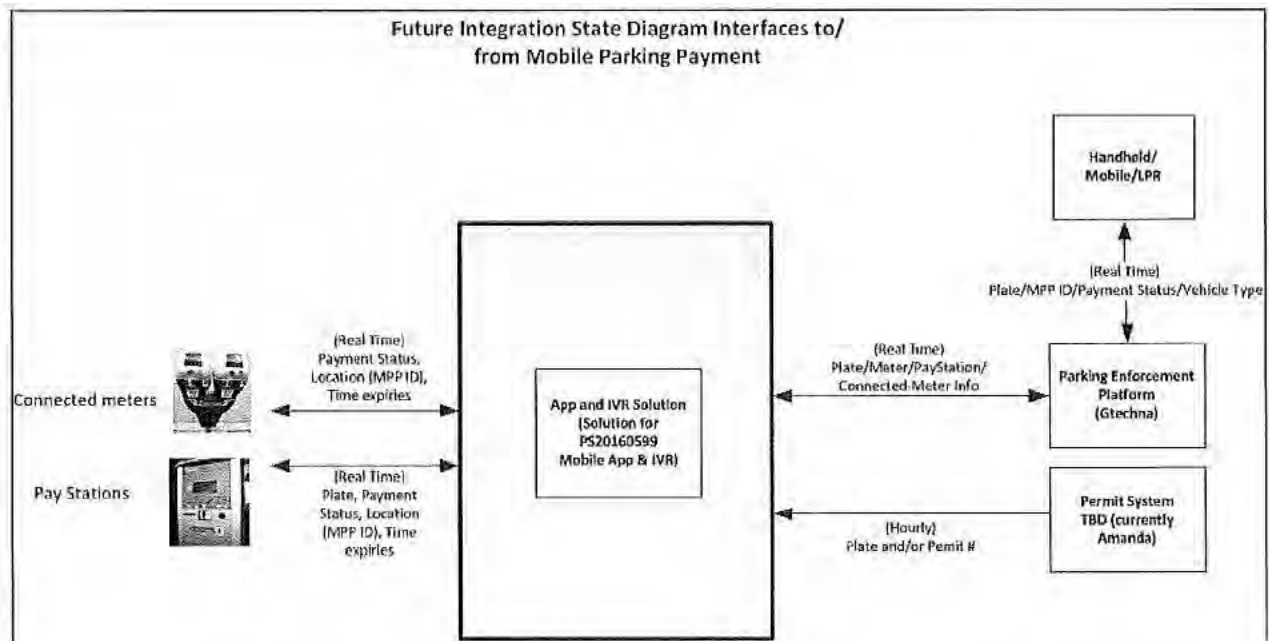 Future Integration State Diagram Interfaces to/
from Mobile Parking Payment
Handheld/
Mobile/LPR
(Real Time)
Plate/MPP ID/Payment Status/Vehicle Type
(Real Time)
Payment Status,
Location (MPP ID),
Time expiries
Connected meters
App and IVR Solution
(Solution for
PS20160599
Mobile App & IVR)
(Real Time)
Plate/Meter/PayStation/
Connected-Meter Info
Parking Enforcement
Platform
(Gtechna)
Pay Stations
(Real Time)
Plate, Payment
Status, Location
(MPP ID), Time
expiries
(Hourly)
Plate and/or Pemit #
Permit System
TBD (currently
Amanda)